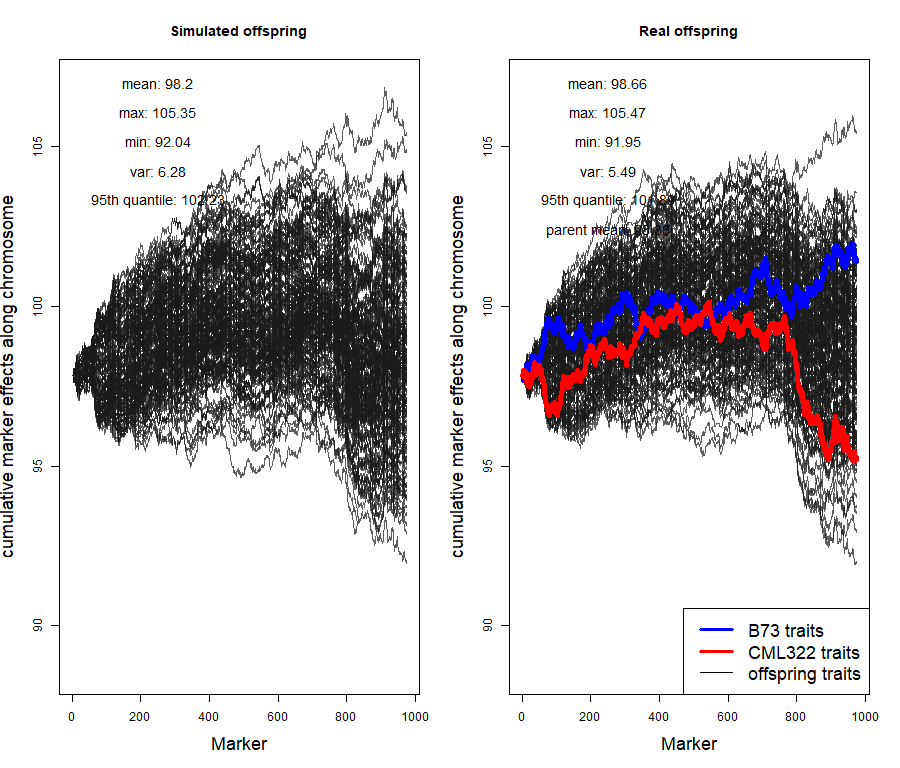 Simulated offspring
mean: 98.2
max: 105.35
min: 92.04
var: 6.28
95th quantile: 102.23
cumulative marker effects along chromosome
90
95
100
105
0 200 400 600 800 1000
Marker
Real offspring
mean: 98.66
max: 105.47
min: 91.95
var: 5.49
95th quantile:
parent mean:
cumulative marker effects along chromosome
90
95
100
105
0 200 400 600 800 1000
Marker
B73 traits
CML322 traits
offspring traits